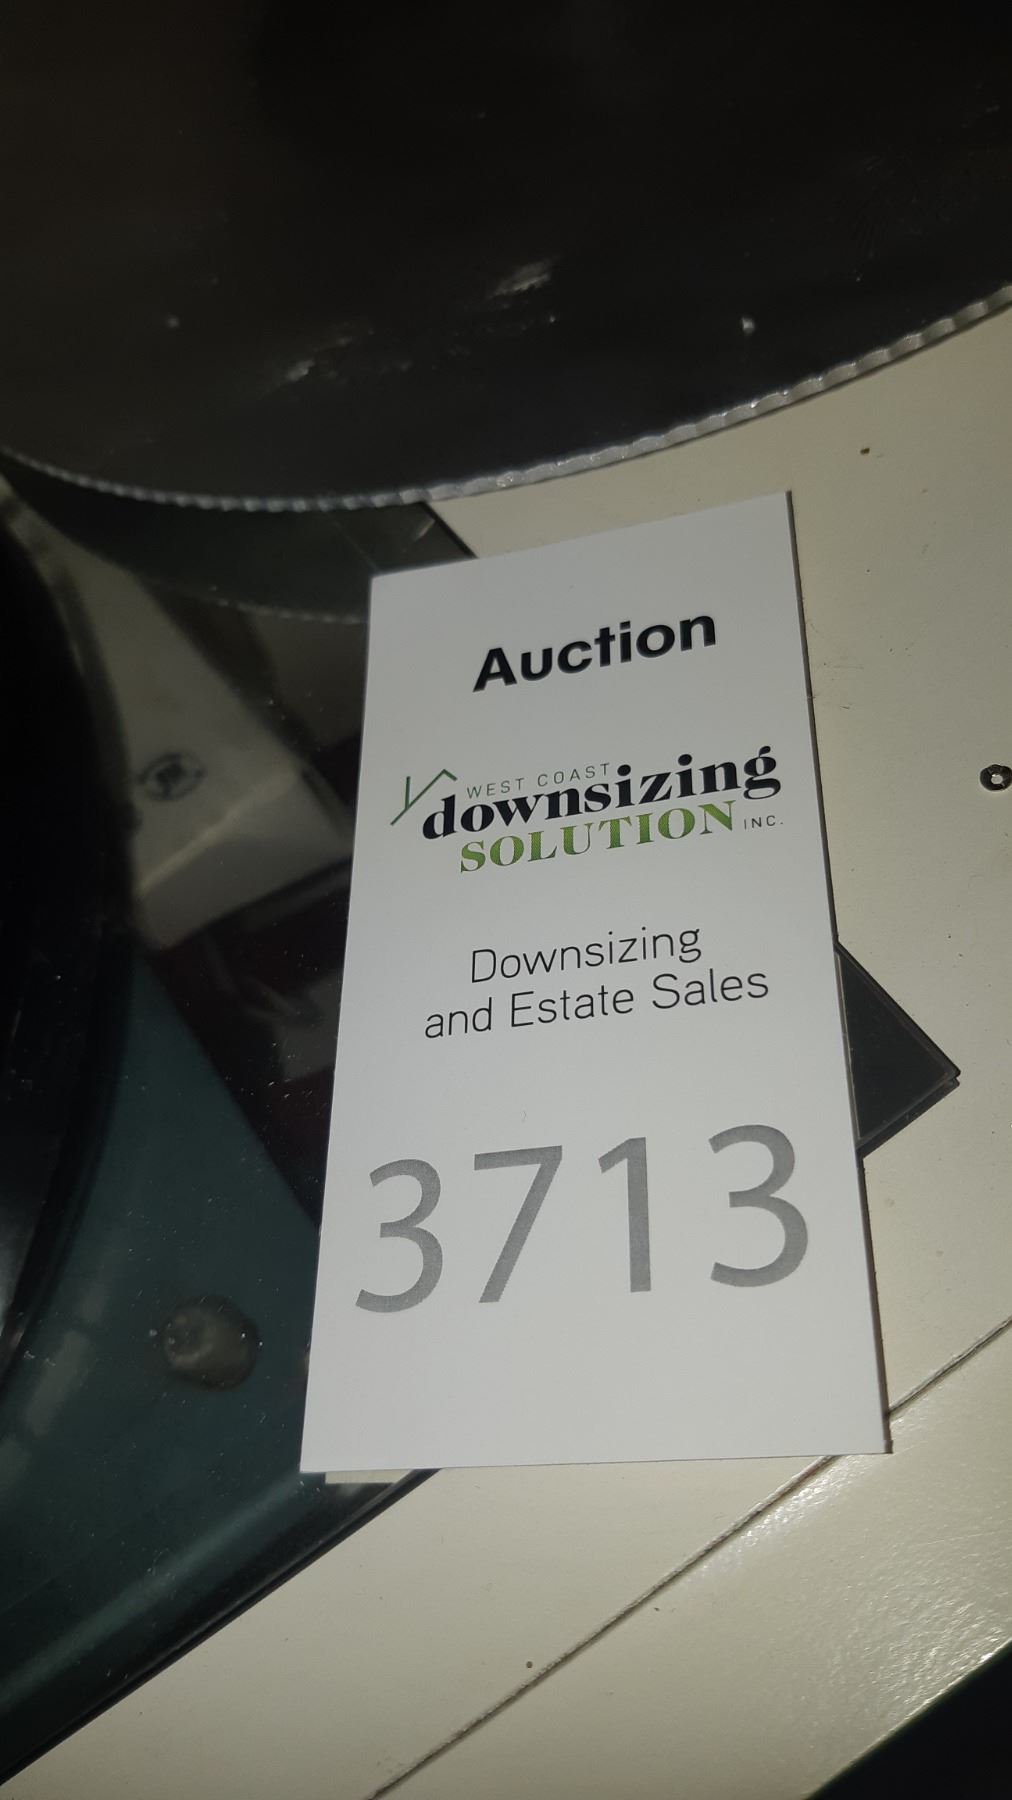 Auction
WEST COAST
downsizing
SOLUTION INC.
Downsizing
and Estate Sales
3713